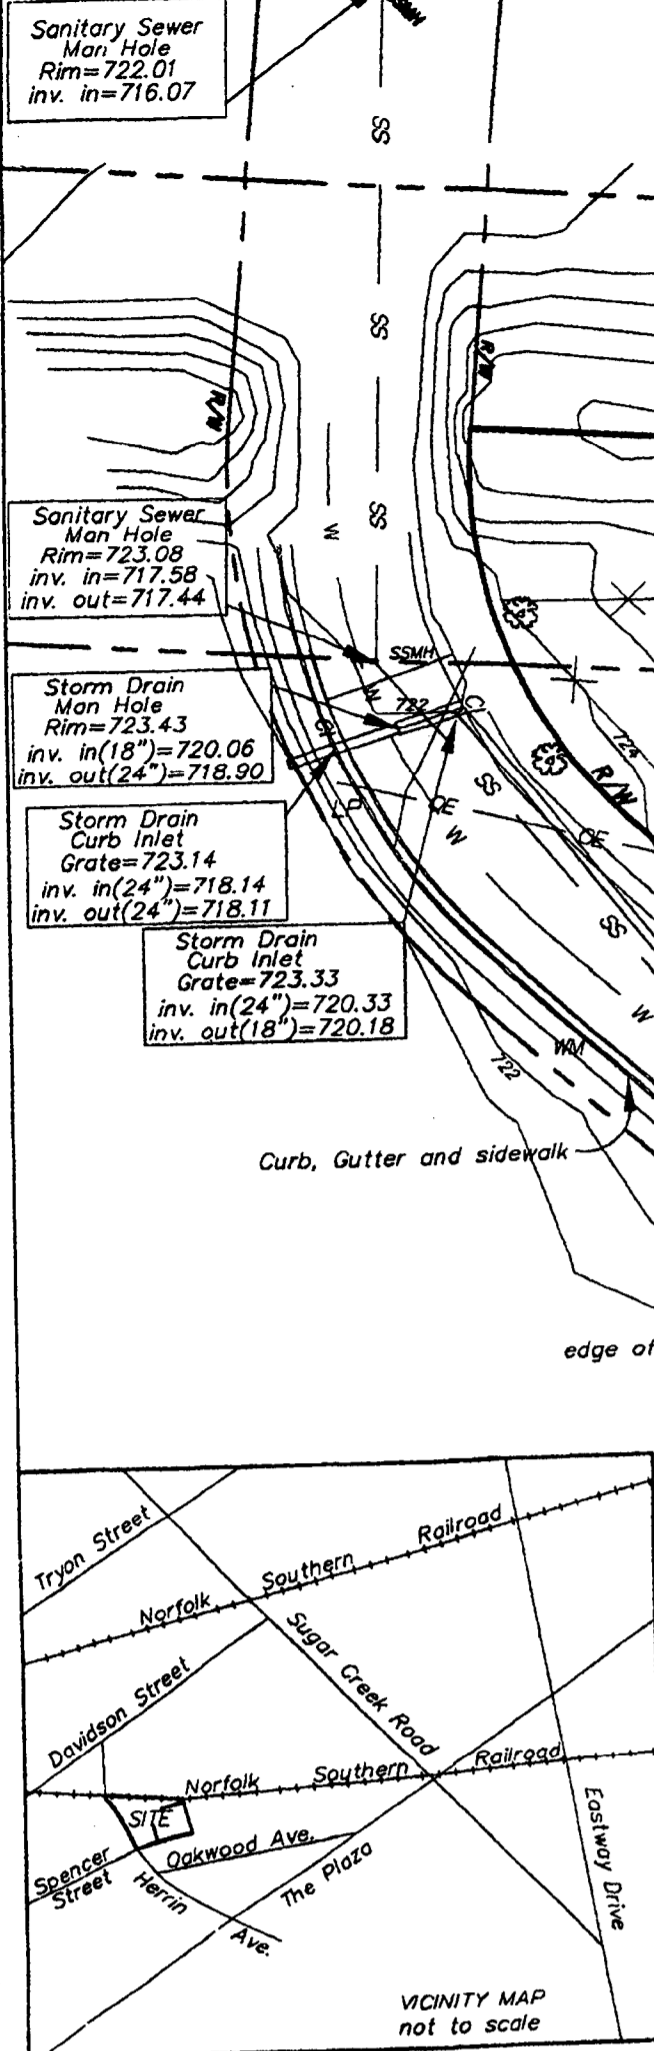 SSMH
Sanitary Sewer
Man Hole
Rim=722.01
inv. in=716.07
SS
SS
R/W
R/W
SS
W
Sanitary Sewer
Man Hole
Rim=723.08
inv. in=717.58
inv. out=717.44
SSMH
W
722
C
Storm Drain
Man Hole
Rim=723.43
inv. in(18")=720.06
inv. out(24")=718.90
724
R/W
SS
OE
W
OE
Storm Drain
Curb Inlet
Grate=723.14
inv. in(24")=718.14
inv. out(24")=718.11
SS
Storm Drain
Curb Inlet
Grate=723.33
inv. in(24")=720.33
inv. out(18")=720.18
W
WM
722
Curb, Gutter and sidewalk
edge of
Tryon Street
Norfolk Southern Railroad
Sugar Creek Road
Davidson Street
Norfolk Southern Railroad
SITE
Eastway Drive
Oakwood Ave.
The Plaza
Spencer
Street
Herrin Ave.
VICINITY MAP
not to scale